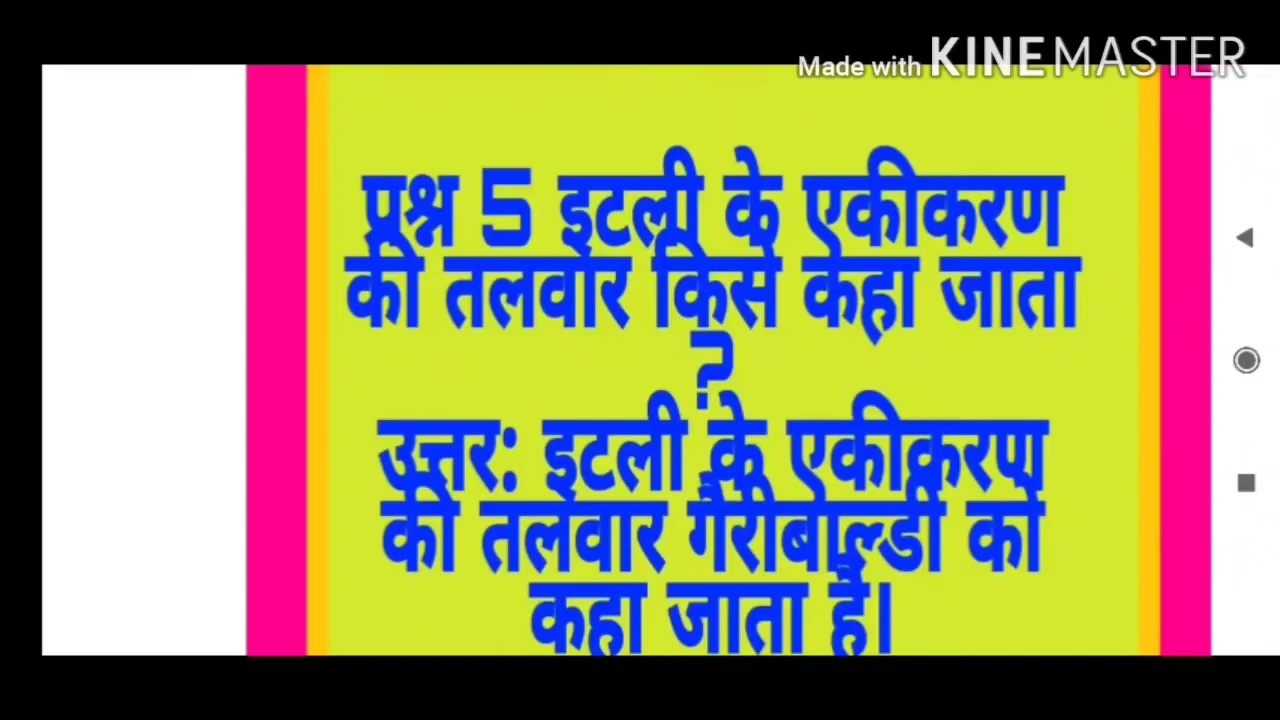 Made with KINEMASTER
प्रश्न 5 इटली के एकीकरण
की तलवार किसे कहा जाता
?
उत्तर: इटली के एकीकरण
की तलवार गैरीबाल्डी को
कहा जाता है।